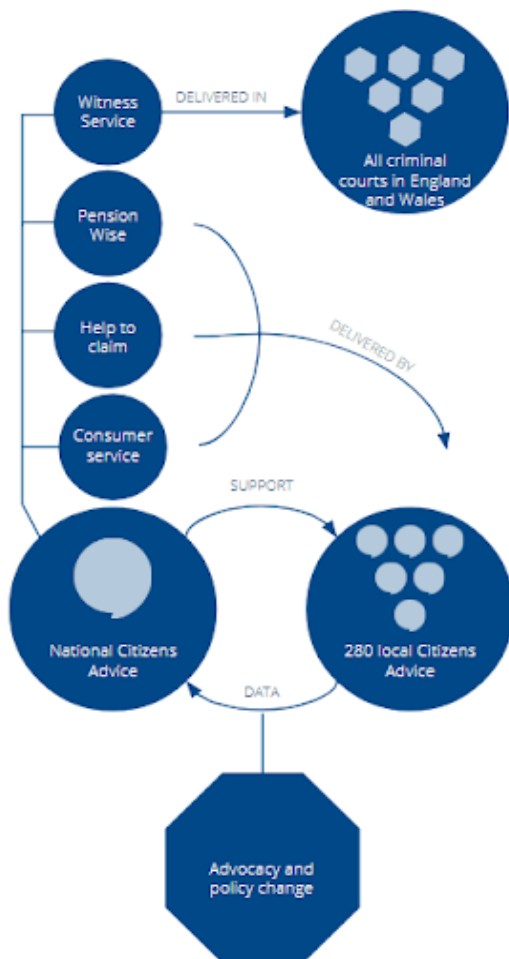 Witness
Service
DELIVERED IN
All criminal
courts in England
and Wales
Pension
Wise
Help to
claim
DELIVERED BY
Consumer
service
SUPPORT
National Citizens
Advice
280 local Citizens
Advice
DATA
Advocacy and
policy change